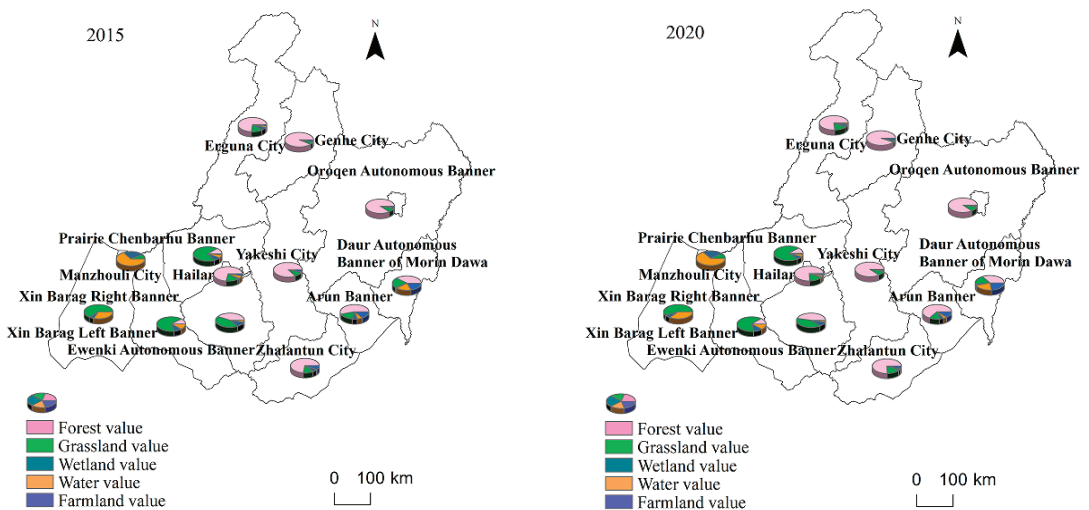 2015
N
Erguna City
Genhe City
Oroqen Autonomous Banner
Prairie Chenbarhu Banner
Daur Autonomous
Banner of Morin Dawa
Yakeshi City
Manzhouli City
Hailar
Xin Barag Right Banner
Arun Banner
Xin Barag Left Banner
Ewenki Autonomous Banner
Zhalantun City
Forest value
Grassland value
Wetland value
Water value
Farmland value
0 100 km
2020
N
Erguna City
Genhe City
Oroqen Autonomous Banner
Prairie Chenbarhu Banner
Daur Autonomous
Banner of Morin Dawa
Yakeshi City
Manzhouli City
Hailar
Xin Barag Right Banner
Arun Banner
Xin Barag Left Banner
Ewenki Autonomous Banner
Zhalantun City
Forest value
Grassland value
Wetland value
Water value
Farmland value
0 100 km